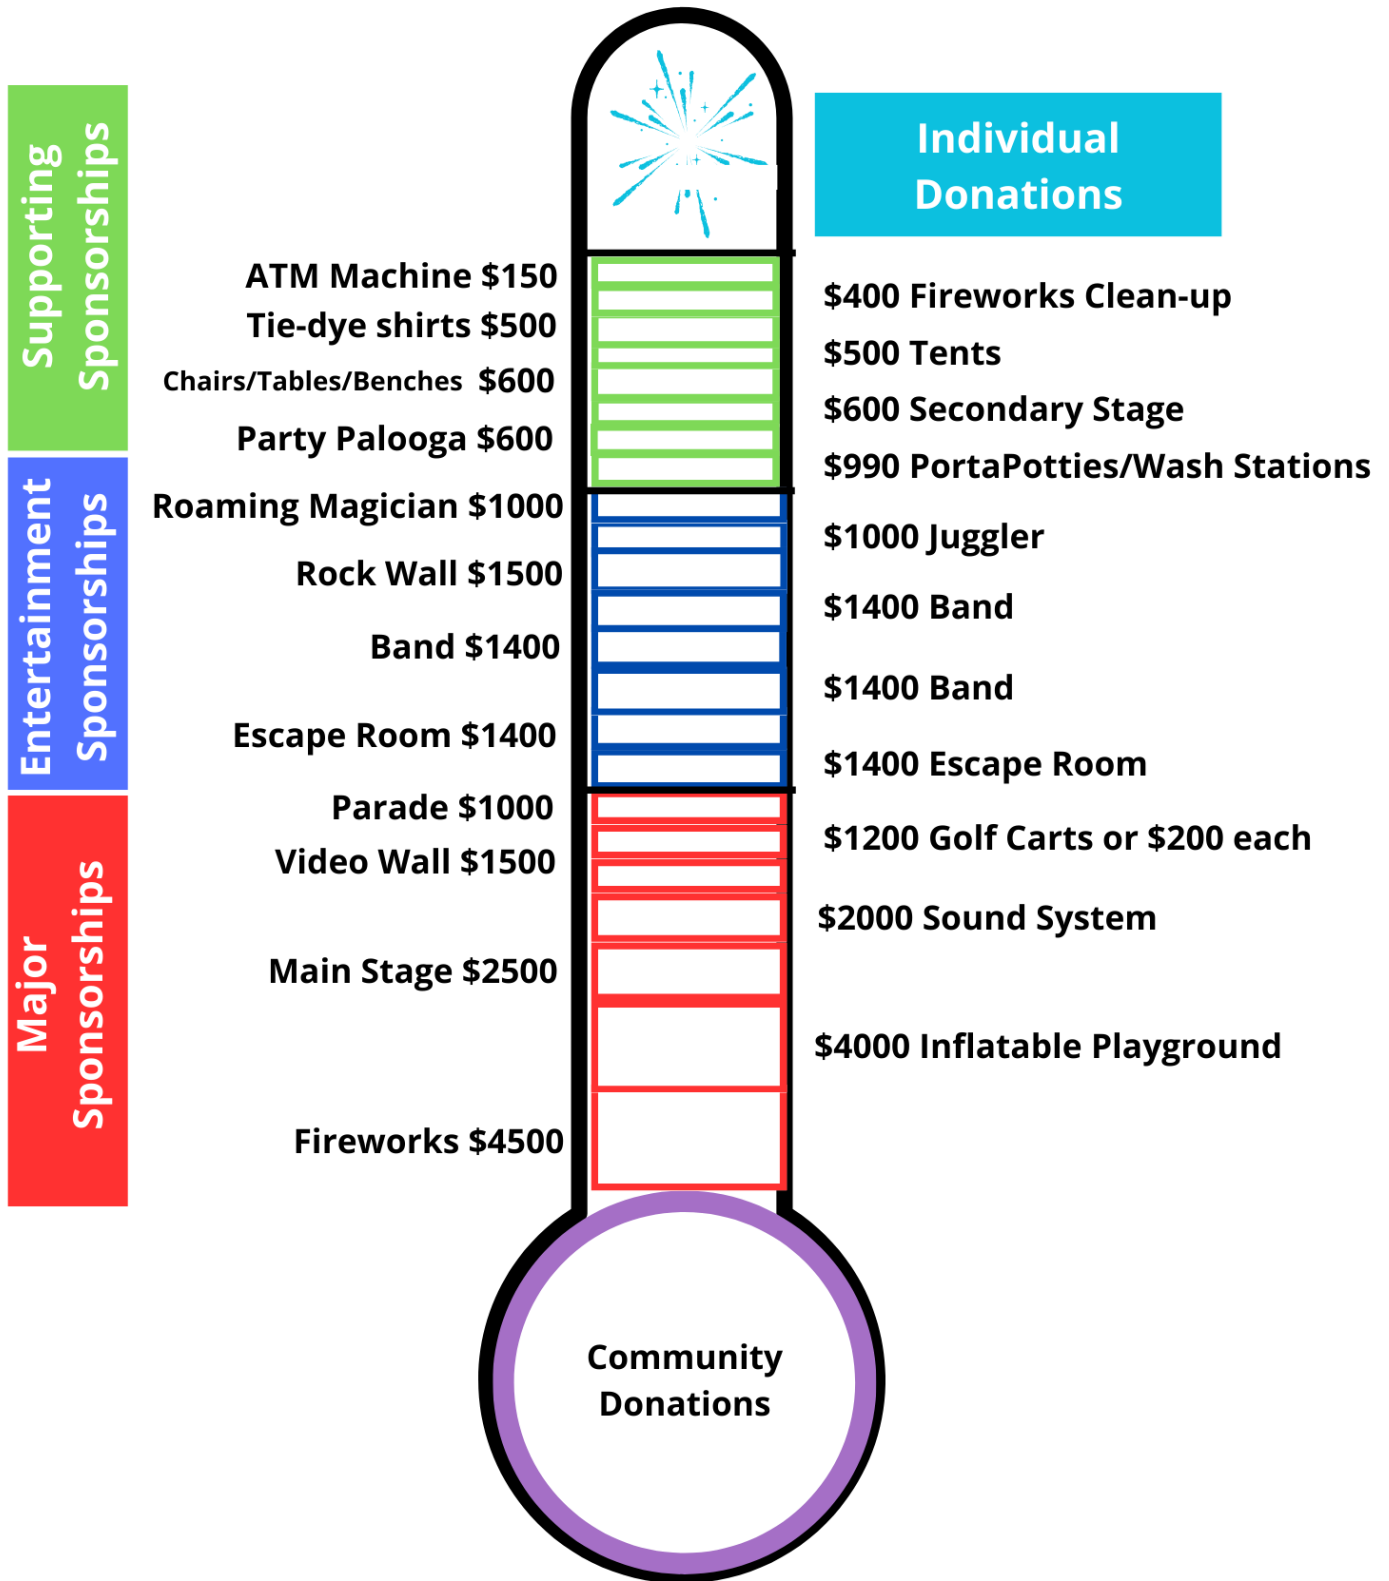 Supporting
Sponsorships
Individual
Donations
ATM Machine $150
$400 Fireworks Clean-up
Tie-dye shirts $500
$500 Tents
Chairs/Tables/Benches $600
$600 Secondary Stage
Party Palooga $600
$990 PortaPotties/Wash Stations
Entertainment
Sponsorships
Roaming Magician $1000
$1000 Juggler
Rock Wall $1500
$1400 Band
Band $1400
$1400 Band
Escape Room $1400
$1400 Escape Room
Major
Sponsorships
Parade $1000
$1200 Golf Carts or $200 each
Video Wall $1500
$2000 Sound System
Main Stage $2500
$4000 Inflatable Playground
Fireworks $4500
Community
Donations